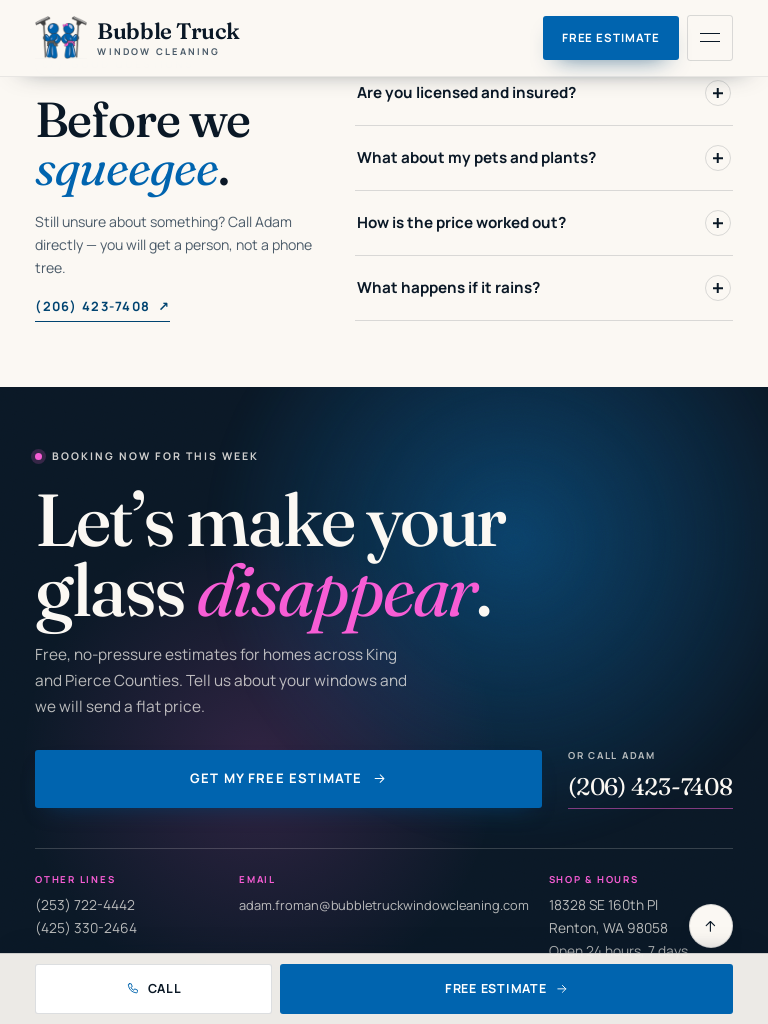 Bubble Truck
WINDOW CLEANING
FREE ESTIMATE
Before we
squeegee.
Still unsure about something? Call Adam
directly — you will get a person, not a phone
tree.
(206) 423-7408 ↗
Are you licensed and insured?
What about my pets and plants?
How is the price worked out?
What happens if it rains?
BOOKING NOW FOR THIS WEEK
Let’s make your
glass disappear.
Free, no-pressure estimates for homes across King
and Pierce Counties. Tell us about your windows and
we will send a flat price.
GET MY FREE ESTIMATE →
OR CALL ADAM
(206) 423-7408
OTHER LINES
(253) 722-4442
(425) 330-2464
EMAIL
adam.froman@bubbletruckwindowcleaning.com
SHOP & HOURS
18328 SE 160th Pl
Renton, WA 98058
Open 24 hours, 7 days
CALL
FREE ESTIMATE →